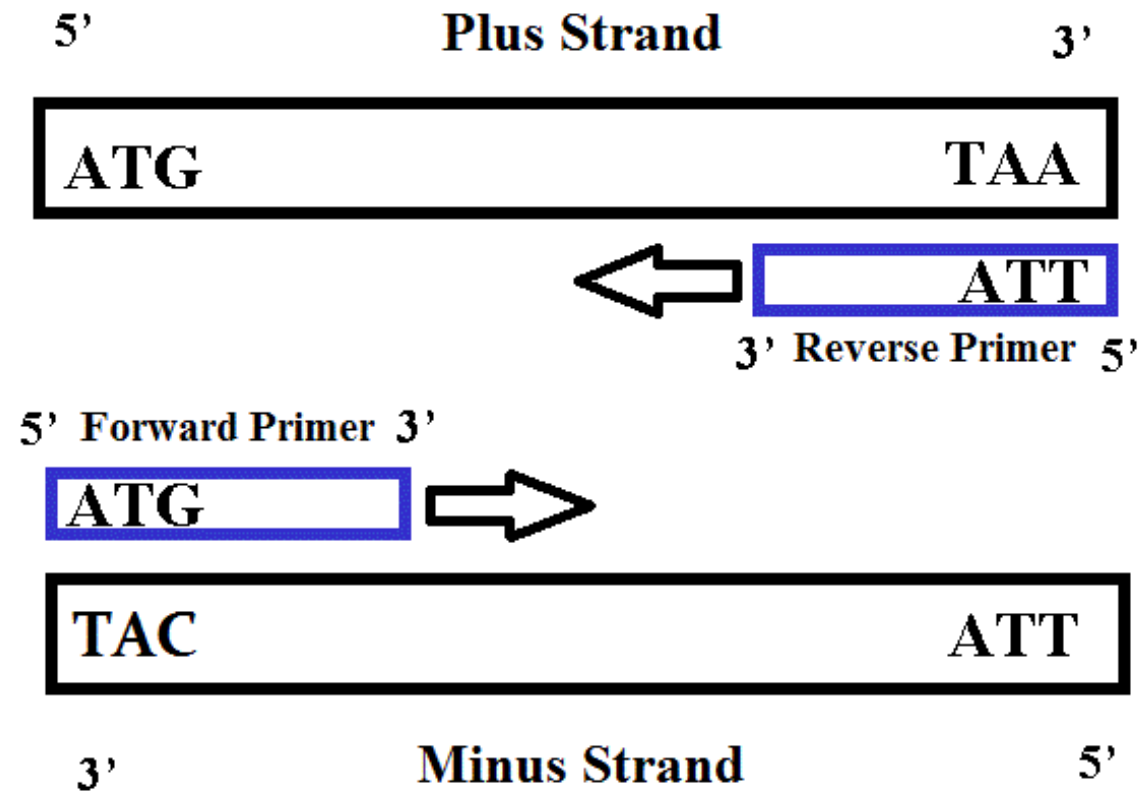 5’ Plus Strand 3’
ATG TAA
ATT
3’ Reverse Primer 5’
5’ Forward Primer 3’
ATG
TAC ATT
3’ Minus Strand 5’